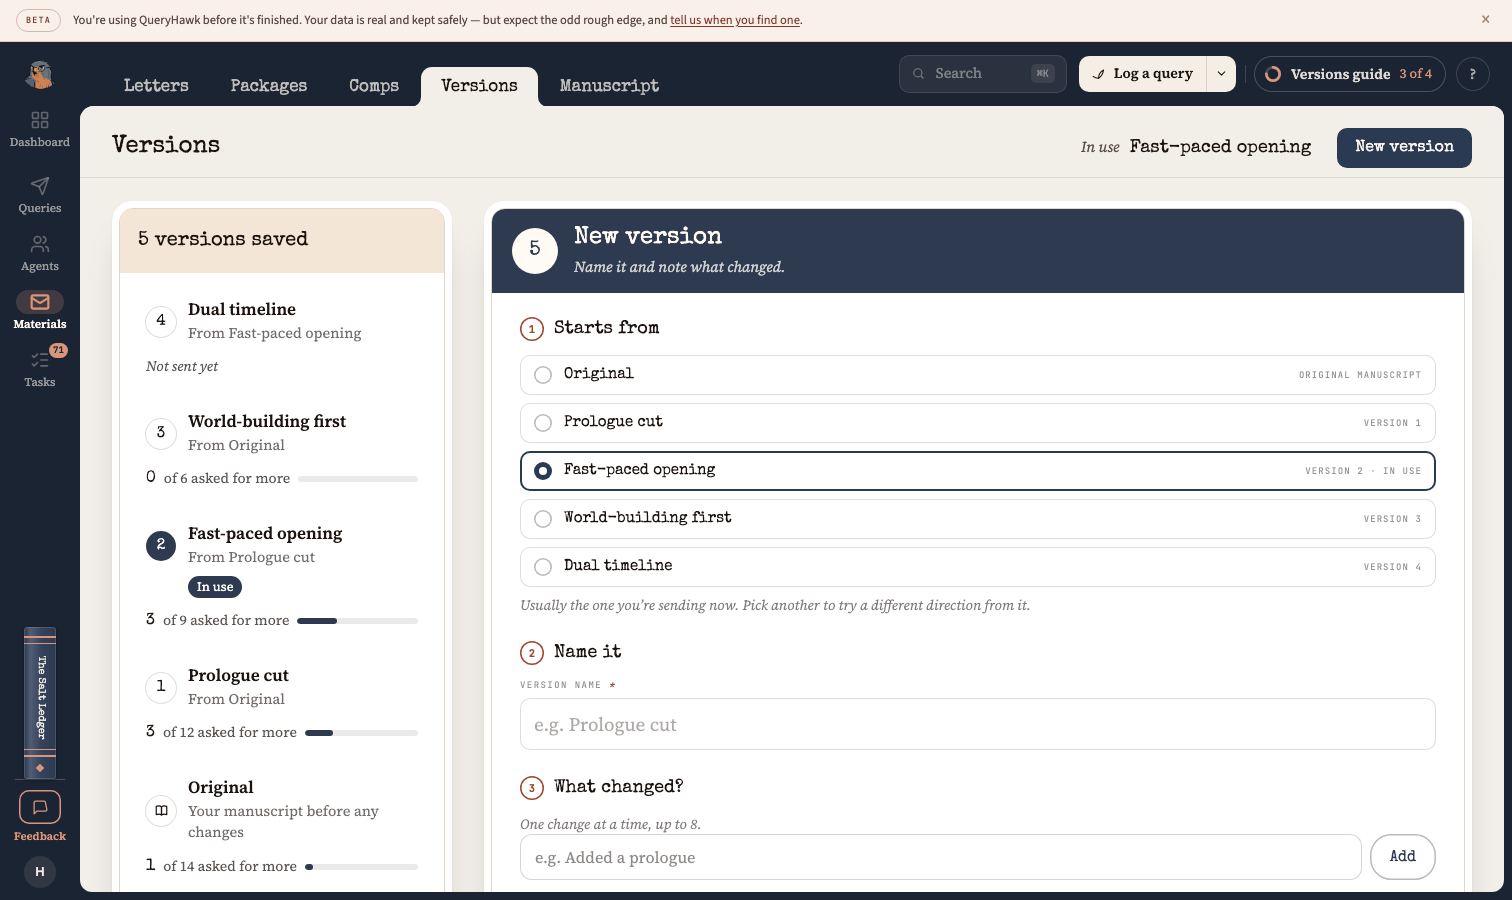 BETA You're using QueryHawk before it's finished. Your data is real and kept safely — but expect the odd rough edge, and tell us when you find one. ×
Letters Packages Comps Versions Manuscript Search ⌘K Log a query Versions guide 3 of 4 ?
Dashboard
Queries
Agents
Materials
71
Tasks
The Salt Ledger
Feedback
H
Versions
In use Fast-paced opening New version
5 versions saved
4 Dual timeline
From Fast-paced opening
Not sent yet
3 World-building first
From Original
0 of 6 asked for more
2 Fast-paced opening
From Prologue cut
In use
3 of 9 asked for more
1 Prologue cut
From Original
3 of 12 asked for more
Original
Your manuscript before any
changes
1 of 14 asked for more
5 New version
Name it and note what changed.
1 Starts from
Original ORIGINAL MANUSCRIPT
Prologue cut VERSION 1
Fast-paced opening VERSION 2 · IN USE
World-building first VERSION 3
Dual timeline VERSION 4
Usually the one you're sending now. Pick another to try a different direction from it.
2 Name it
VERSION NAME *
e.g. Prologue cut
3 What changed?
One change at a time, up to 8.
e.g. Added a prologue Add